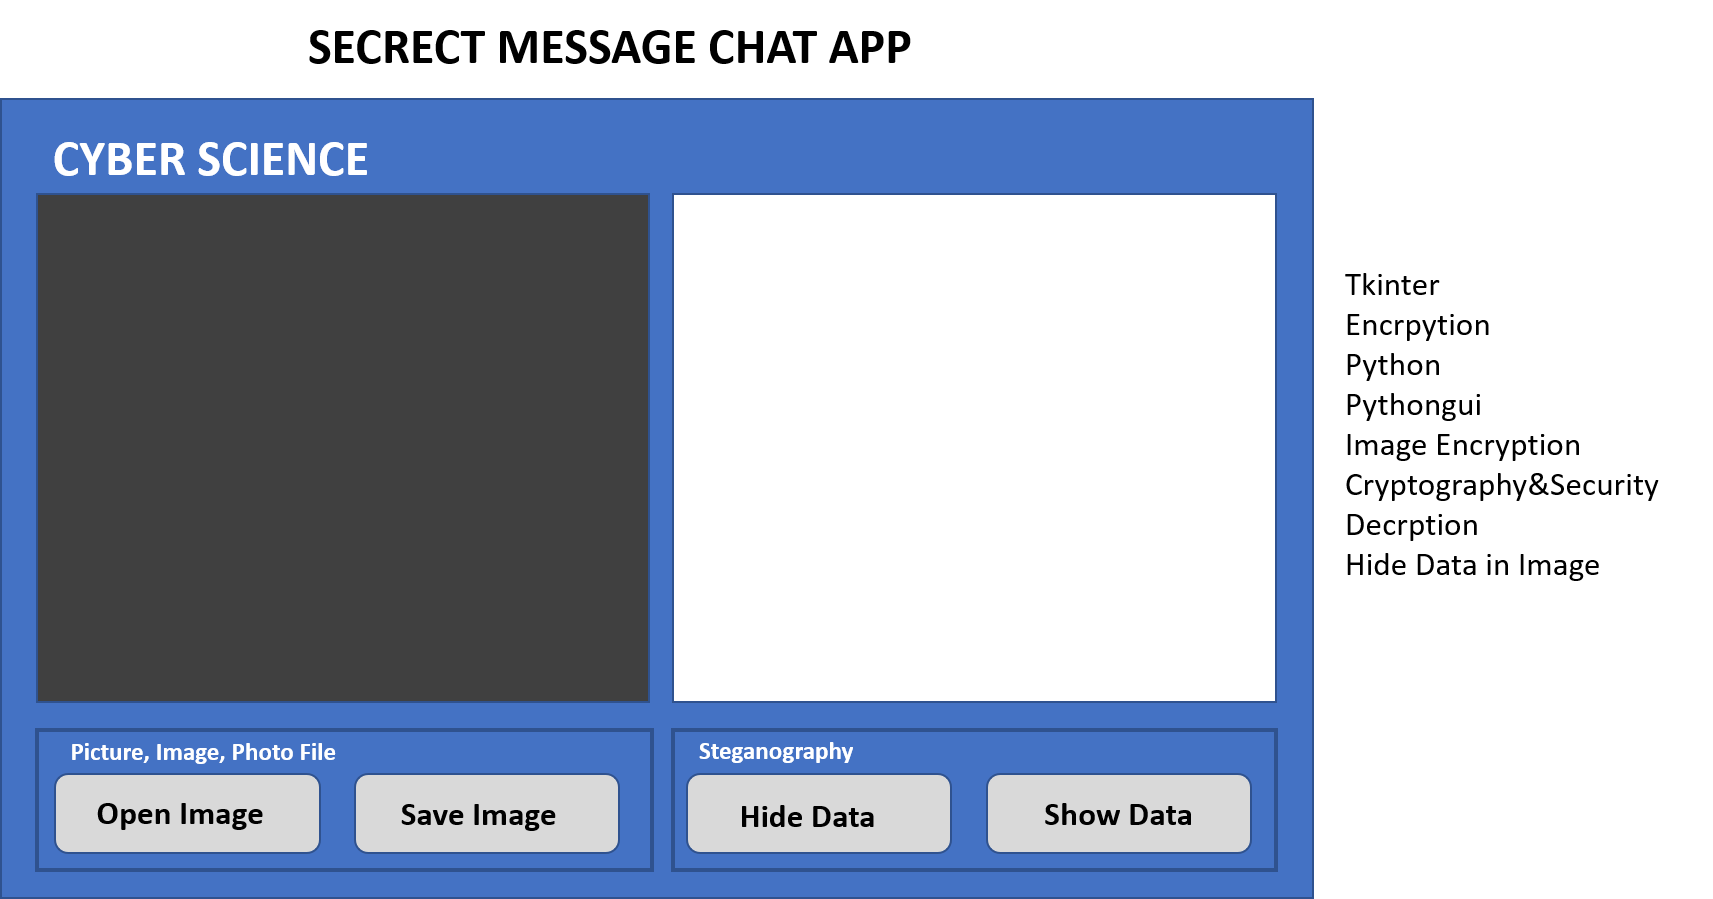 SECRECT MESSAGE CHAT APP
CYBER SCIENCE
Tkinter
Encrpytion
Python
Pythongui
Image Encryption
Cryptography&Security
Decrption
Hide Data in Image
Picture, Image, Photo File
Open Image
Save Image
Steganography
Hide Data
Show Data